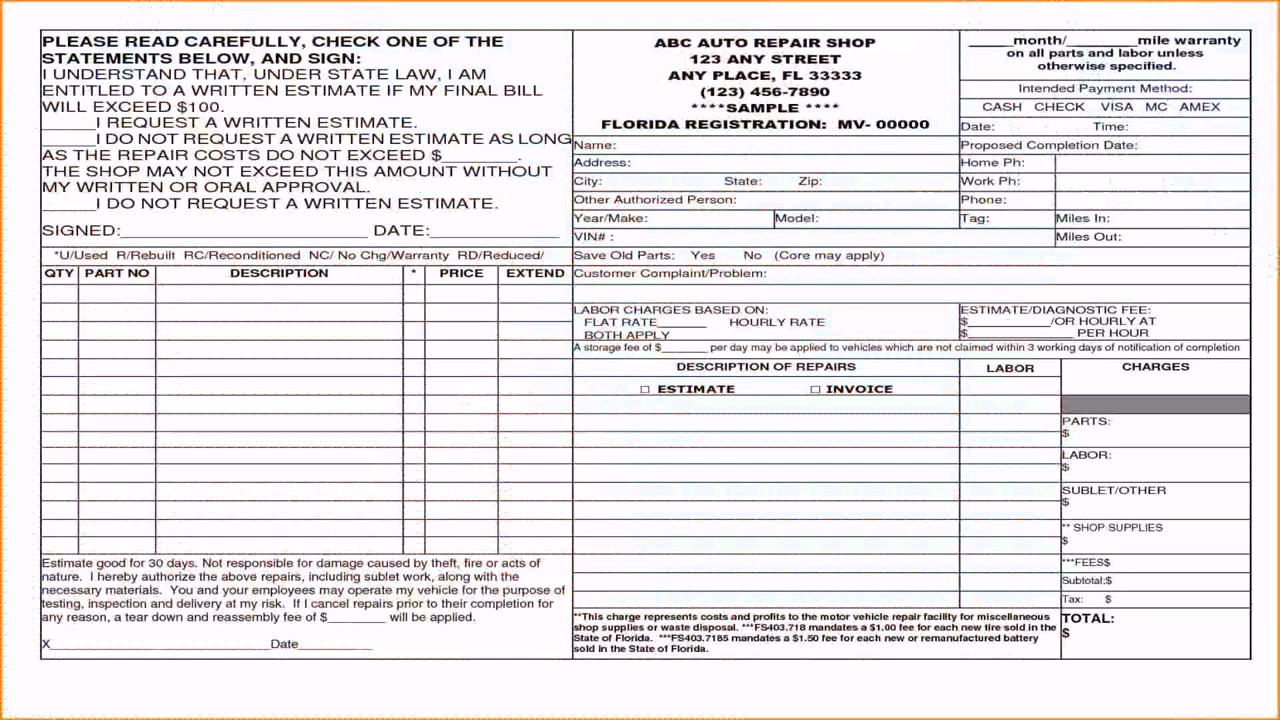 PLEASE READ CAREFULLY, CHECK ONE OF THE
STATEMENTS BELOW, AND SIGN:
I UNDERSTAND THAT, UNDER STATE LAW, I AM
ENTITLED TO A WRITTEN ESTIMATE IF MY FINAL BILL
WILL EXCEED $100.
______I REQUEST A WRITTEN ESTIMATE.
______I DO NOT REQUEST A WRITTEN ESTIMATE AS LONG
AS THE REPAIR COSTS DO NOT EXCEED $________.
THE SHOP MAY NOT EXCEED THIS AMOUNT WITHOUT
MY WRITTEN OR ORAL APPROVAL.
______I DO NOT REQUEST A WRITTEN ESTIMATE.
SIGNED:__________________________ DATE:______________
*U/Used R/Rebuilt RC/Reconditioned NC/ No Chg/Warranty RD/Reduced/
QTY PART NO DESCRIPTION * PRICE EXTEND
Estimate good for 30 days. Not responsible for damage caused by theft, fire or acts of
nature. I hereby authorize the above repairs, including sublet work, along with the
necessary materials. You and your employees may operate my vehicle for the purpose of
testing, inspection and delivery at my risk. If I cancel repairs prior to their completion for
any reason, a tear down and reassembly fee of $________ will be applied.
X______________________________Date__________
ABC AUTO REPAIR SHOP
123 ANY STREET
ANY PLACE, FL 33333
(123) 456-7890
****SAMPLE ****
FLORIDA REGISTRATION: MV- 00000
______month/_________mile warranty
on all parts and labor unless
otherwise specified.
Intended Payment Method:
CASH CHECK VISA MC AMEX
Date: Time:
Name: Proposed Completion Date:
Address: Home Ph:
City: State: Zip: Work Ph:
Other Authorized Person: Phone:
Year/Make: Model: Tag: Miles In:
VIN# : Miles Out:
Save Old Parts: Yes No (Core may apply)
Customer Complaint/Problem:
LABOR CHARGES BASED ON:
FLAT RATE_______ HOURLY RATE
BOTH APPLY
ESTIMATE/DIAGNOSTIC FEE:
$____________/OR HOURLY AT
$_______________ PER HOUR
A storage fee of $________ per day may be applied to vehicles which are not claimed within 3 working days of notification of completion
DESCRIPTION OF REPAIRS LABOR CHARGES
☐ ESTIMATE ☐ INVOICE
PARTS:
$
LABOR:
$
SUBLET/OTHER
$
** SHOP SUPPLIES
$
***FEES$
Subtotal:$
Tax: $
TOTAL:
$
**This charge represents costs and profits to the motor vehicle repair facility for miscellaneous
shop supplies or waste disposal. ***FS403.718 mandates a $1.00 fee for each new tire sold in the
State of Florida. ***FS403.7185 mandates a $1.50 fee for each new or remanufactured battery
sold in the State of Florida.